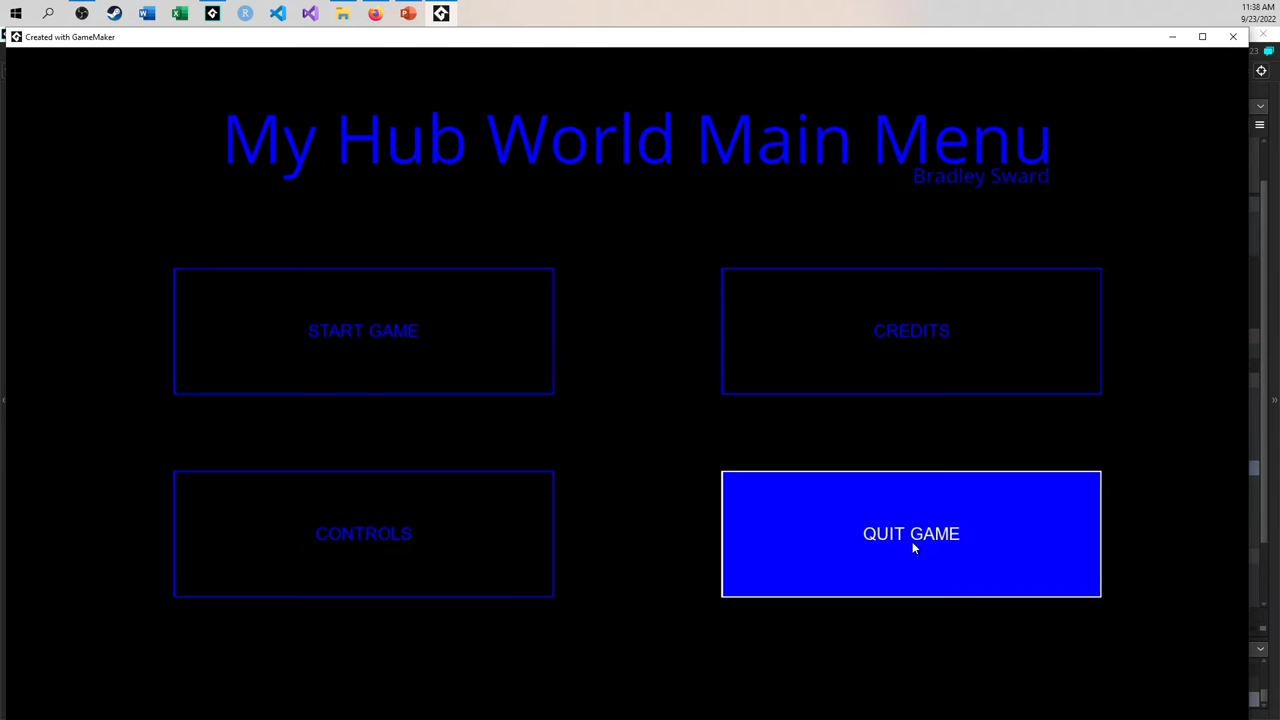 11:38 AM
9/23/2022
Created with GameMaker
23
My Hub World Main Menu
Bradley Sward
START GAME
CREDITS
CONTROLS
QUIT GAME